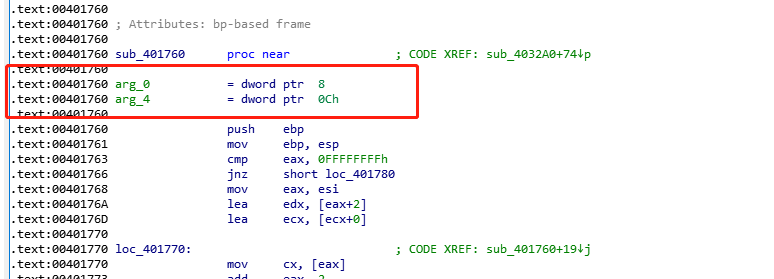 .text:00401760
.text:00401760 ; Attributes: bp-based frame
.text:00401760
.text:00401760 sub_401760 proc near ; CODE XREF: sub_4032A0+74↓p
.text:00401760
.text:00401760 arg_0 = dword ptr 8
.text:00401760 arg_4 = dword ptr 0Ch
.text:00401760
.text:00401760 push ebp
.text:00401761 mov ebp, esp
.text:00401763 cmp eax, 0FFFFFFFFh
.text:00401766 jnz short loc_401780
.text:00401768 mov eax, esi
.text:0040176A lea edx, [eax+2]
.text:0040176D lea ecx, [ecx+0]
.text:00401770
.text:00401770 loc_401770: ; CODE XREF: sub_401760+19↓j
.text:00401770 mov cx, [eax]
.text:00401773 add eax, 2